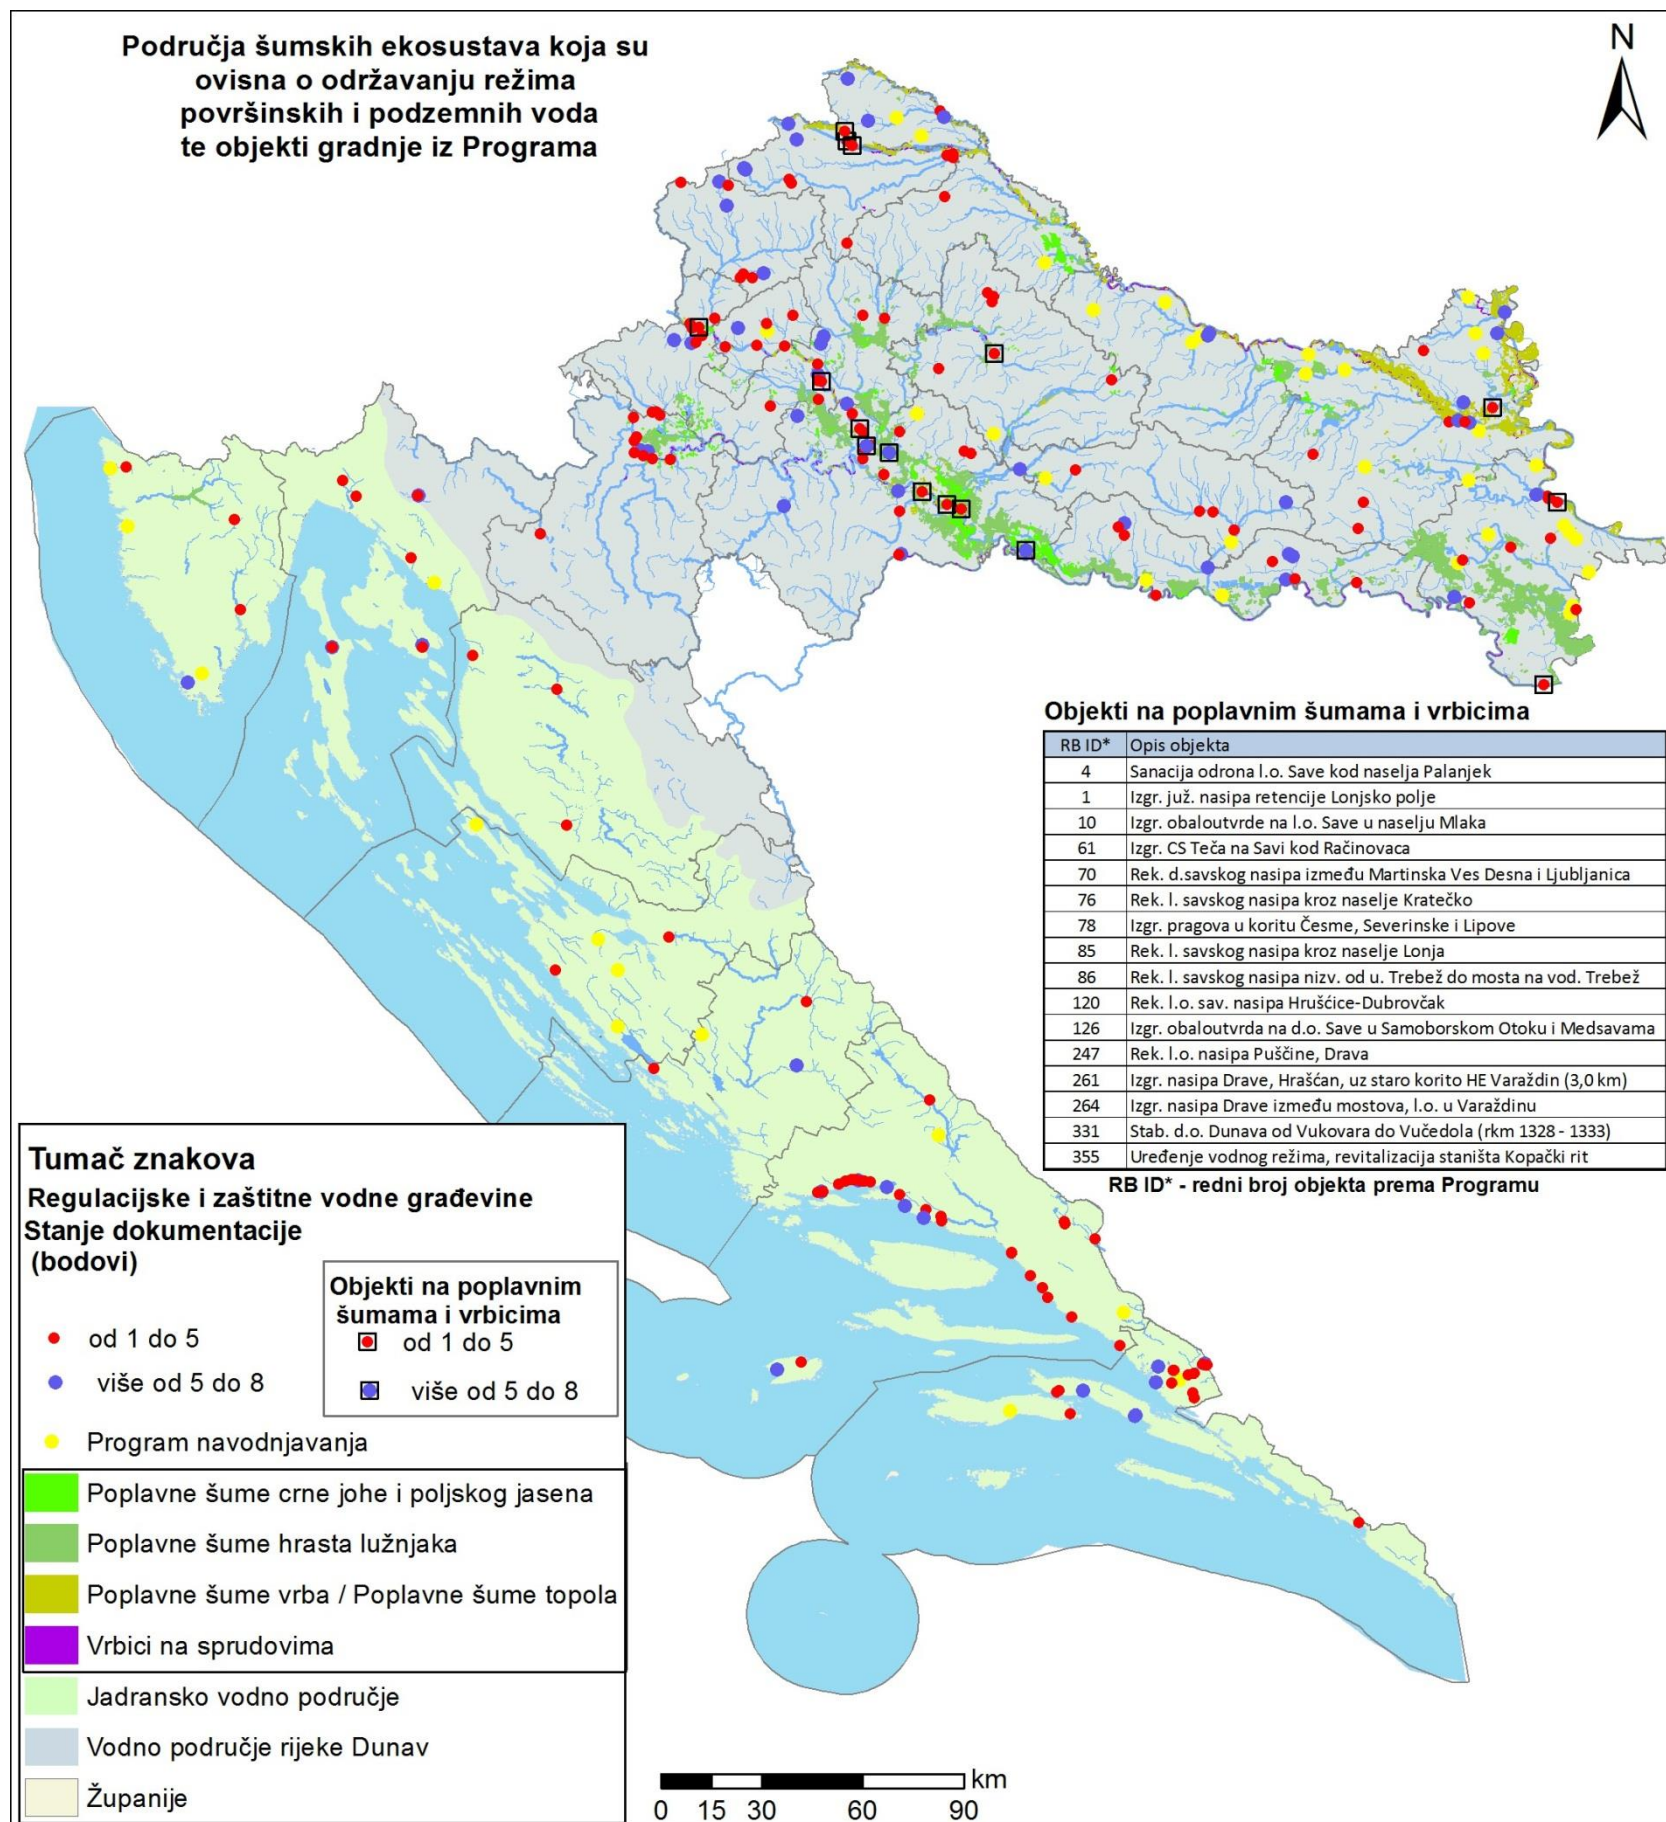 Područja šumskih ekosustava koja su
ovisna o održavanju režima
površinskih i podzemnih voda
te objekti gradnje iz Programa
N
Objekti na poplavnim šumama i vrbicima
RB ID* Opis objekta
4 Sanacija odrona l.o. Save kod naselja Palanjek
1 Izgr. juž. nasipa retencije Lonjsko polje
10 Izgr. obaloutvrde na l.o. Save u naselju Mlaka
61 Izgr. CS Teča na Savi kod Račinovaca
70 Rek. d.savskog nasipa između Martinska Ves Desna i Ljubljanica
76 Rek. l. savskog nasipa kroz naselje Kratečko
78 Izgr. pragova u koritu Česme, Severinske i Lipove
85 Rek. l. savskog nasipa kroz naselje Lonja
86 Rek. l. savskog nasipa nizv. od u. Trebež do mosta na vod. Trebež
120 Rek. l.o. sav. nasipa Hrušćice-Dubrovčak
126 Izgr. obaloutvrda na d.o. Save u Samoborskom Otoku i Medsavama
247 Rek. l.o. nasipa Puščine, Drava
261 Izgr. nasipa Drave, Hrašćan, uz staro korito HE Varaždin (3,0 km)
264 Izgr. nasipa Drave između mostova, l.o. u Varaždinu
331 Stab. d.o. Dunava od Vukovara do Vučedola (rkm 1328 - 1333)
355 Uređenje vodnog režima, revitalizacija staništa Kopački rit
RB ID* - redni broj objekta prema Programu
Tumač znakova
Regulacijske i zaštitne vodne građevine
Stanje dokumentacije
(bodovi)
od 1 do 5
više od 5 do 8
Objekti na poplavnim
šumama i vrbicima
od 1 do 5
više od 5 do 8
Program navodnjavanja
Poplavne šume crne johe i poljskog jasena
Poplavne šume hrasta lužnjaka
Poplavne šume vrba / Poplavne šume topola
Vrbici na sprudovima
Jadransko vodno područje
Vodno područje rijeke Dunav
Županije
km
0 15 30 60 90